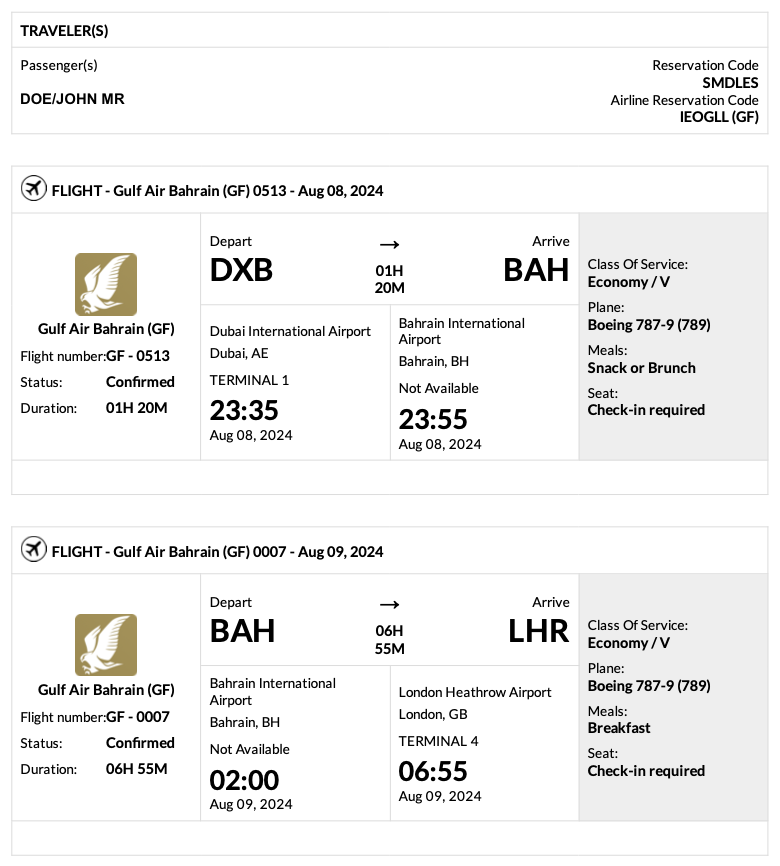 TRAVELER(S)
Passenger(s)
Reservation Code
SMDLES
DOE/JOHN MR
Airline Reservation Code
IEOGLL (GF)
FLIGHT - Gulf Air Bahrain (GF) 0513 - Aug 08, 2024
Gulf Air Bahrain (GF)
Flight number:GF - 0513
Status: Confirmed
Duration: 01H 20M
Depart
DXB
→
01H
20M
Arrive
BAH
Dubai International Airport
Dubai, AE
TERMINAL 1
23:35
Aug 08, 2024
Bahrain International
Airport
Bahrain, BH
Not Available
23:55
Aug 08, 2024
Class Of Service:
Economy / V
Plane:
Boeing 787-9 (789)
Meals:
Snack or Brunch
Seat:
Check-in required
FLIGHT - Gulf Air Bahrain (GF) 0007 - Aug 09, 2024
Gulf Air Bahrain (GF)
Flight number:GF - 0007
Status: Confirmed
Duration: 06H 55M
Depart
BAH
→
06H
55M
Arrive
LHR
Bahrain International
Airport
Bahrain, BH
Not Available
02:00
Aug 09, 2024
London Heathrow Airport
London, GB
TERMINAL 4
06:55
Aug 09, 2024
Class Of Service:
Economy / V
Plane:
Boeing 787-9 (789)
Meals:
Breakfast
Seat:
Check-in required